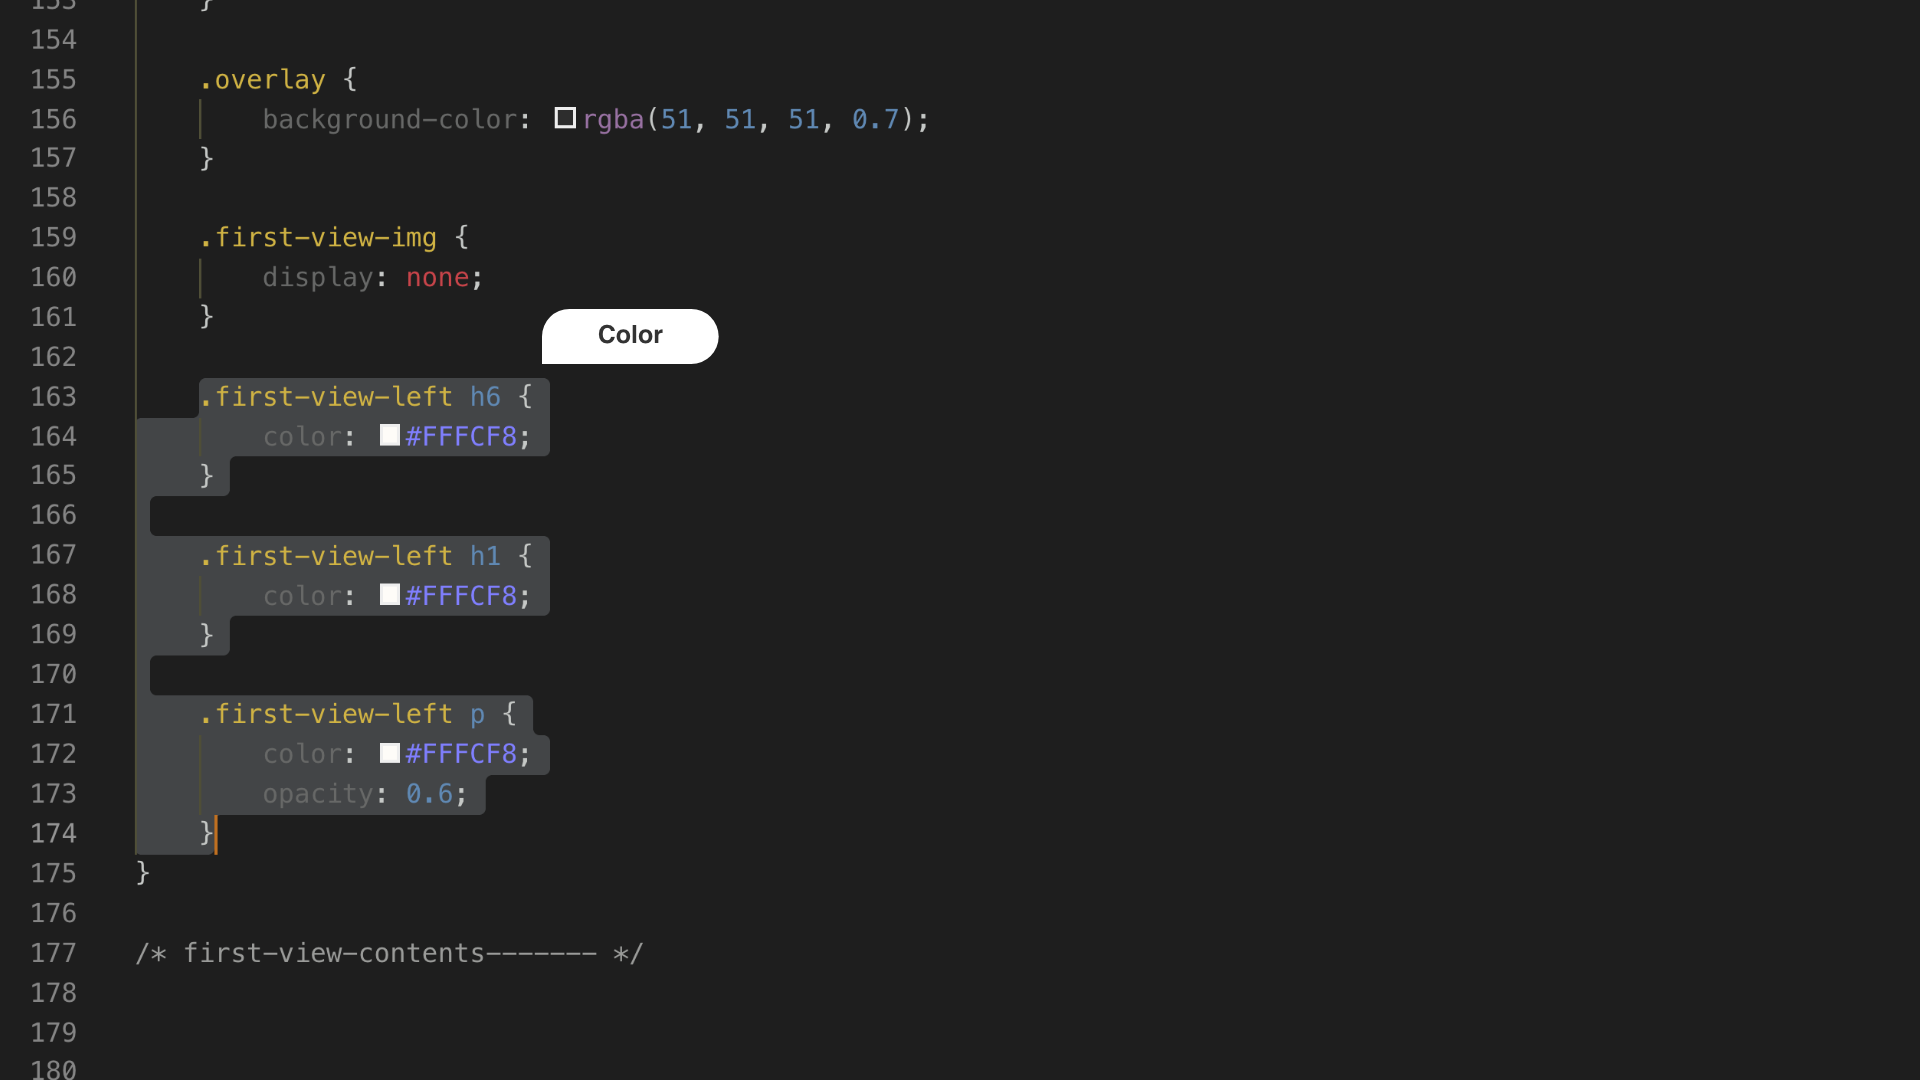 153 }
154
155 .overlay {
156 background-color: rgba(51, 51, 51, 0.7);
157 }
158
159 .first-view-img {
160 display: none;
161 }
Color
162
163 .first-view-left h6 {
164 color: #FFFCF8;
165 }
166
167 .first-view-left h1 {
168 color: #FFFCF8;
169 }
170
171 .first-view-left p {
172 color: #FFFCF8;
173 opacity: 0.6;
174 }
175 }
176
177 /* first-view-contents------- */
178
179
180